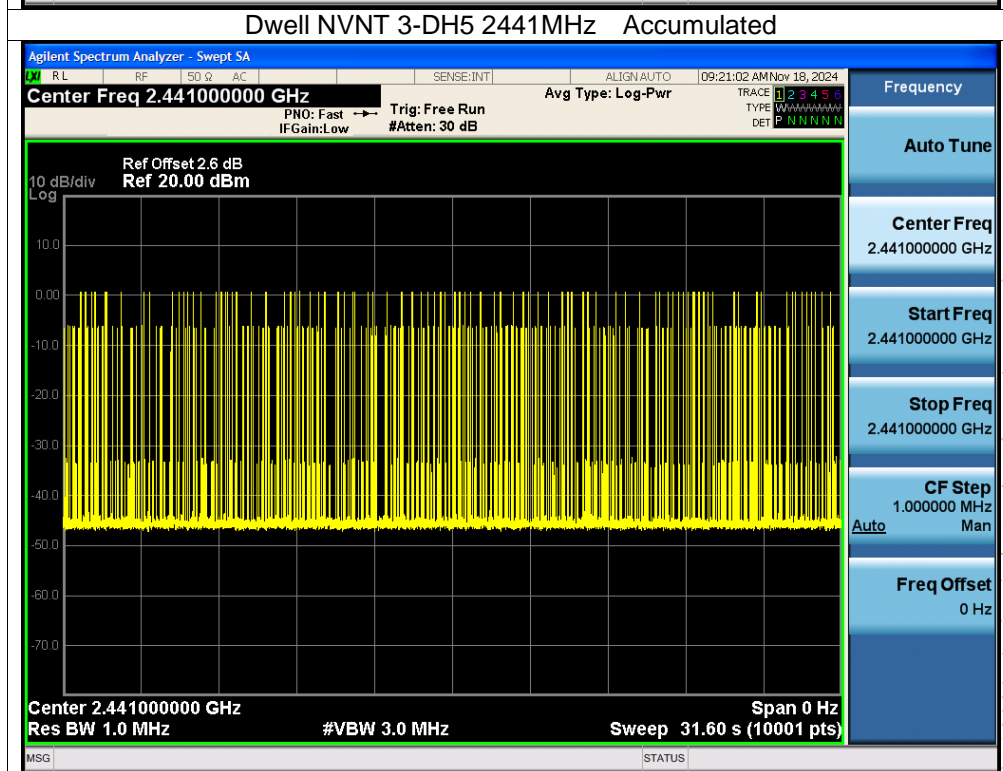 Dwell NVNT 3-DH5 2441MHz    Accumulated
Agilent Spectrum Analyzer - Swept SA
LXI RL RF 50 Ω AC SENSE:INT ALIGN AUTO 09:21:02 AM Nov 18, 2024
Center Freq 2.441000000 GHz
PNO: Fast
IFGain:Low
Trig: Free Run
#Atten: 30 dB
Avg Type: Log-Pwr
TRACE 1 2 3 4 5 6
TYPE WWWWWW
DET P N N N N N
Ref Offset 2.6 dB
10 dB/div Ref 20.00 dBm
Log
10.0
0.00
-10.0
-20.0
-30.0
-40.0
-50.0
-60.0
-70.0
Center 2.441000000 GHz Span 0 Hz
Res BW 1.0 MHz #VBW 3.0 MHz Sweep 31.60 s (10001 pts)
MSG STATUS
Frequency
Auto Tune
Center Freq
2.441000000 GHz
Start Freq
2.441000000 GHz
Stop Freq
2.441000000 GHz
CF Step
1.000000 MHz
Auto Man
Freq Offset
0 Hz